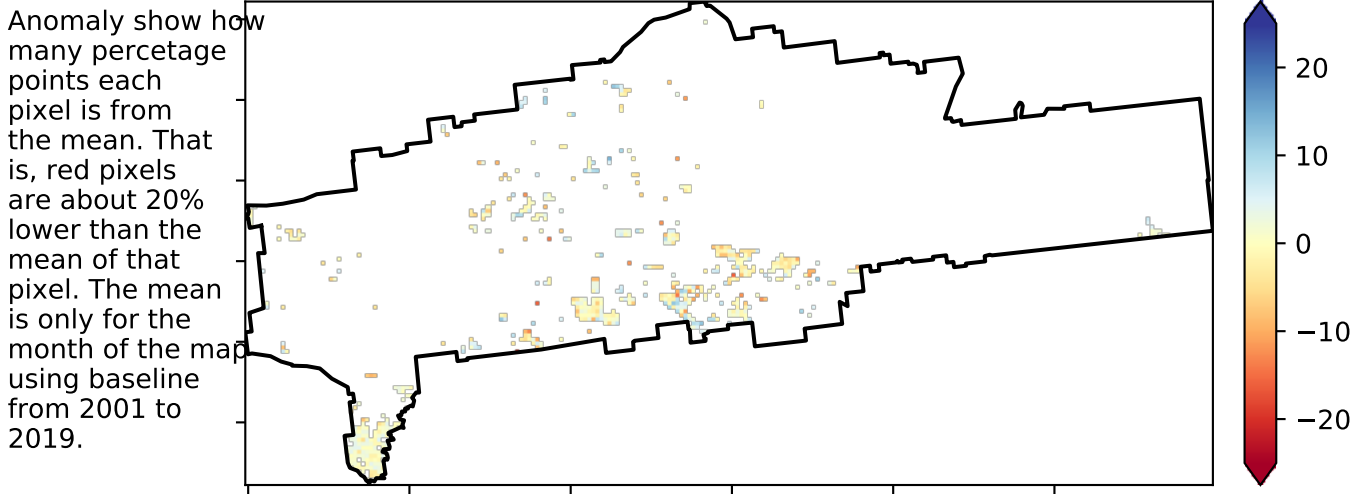 Anomaly show how
many percetage
points each
pixel is from
the mean. That
is, red pixels
are about 20%
lower than the
mean of that
pixel. The mean
is only for the
month of the map
using baseline
from 2001 to
2019.
20
10
0
−10
−20